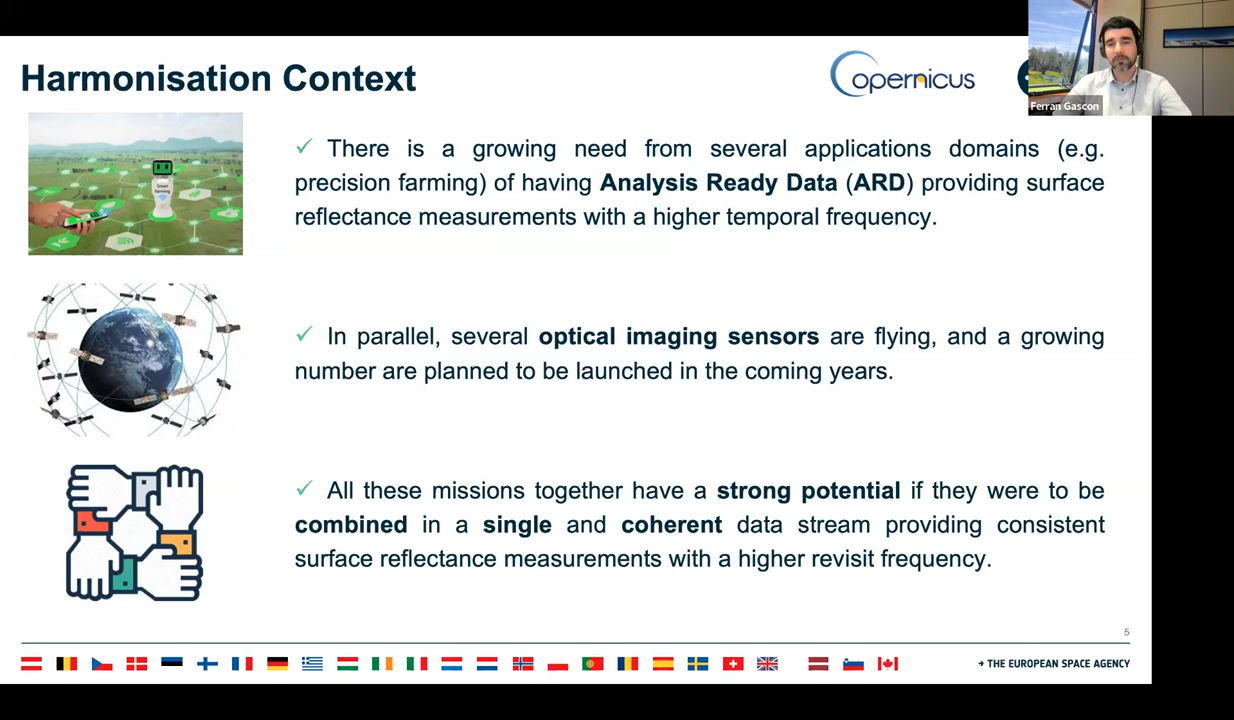 Harmonisation Context
Copernicus
Ferran Gascon
Smart
Farming
✓ There is a growing need from several applications domains (e.g.
precision farming) of having Analysis Ready Data (ARD) providing surface
reflectance measurements with a higher temporal frequency.
✓ In parallel, several optical imaging sensors are flying, and a growing
number are planned to be launched in the coming years.
✓ All these missions together have a strong potential if they were to be
combined in a single and coherent data stream providing consistent
surface reflectance measurements with a higher revisit frequency.
5
→ THE EUROPEAN SPACE AGENCY